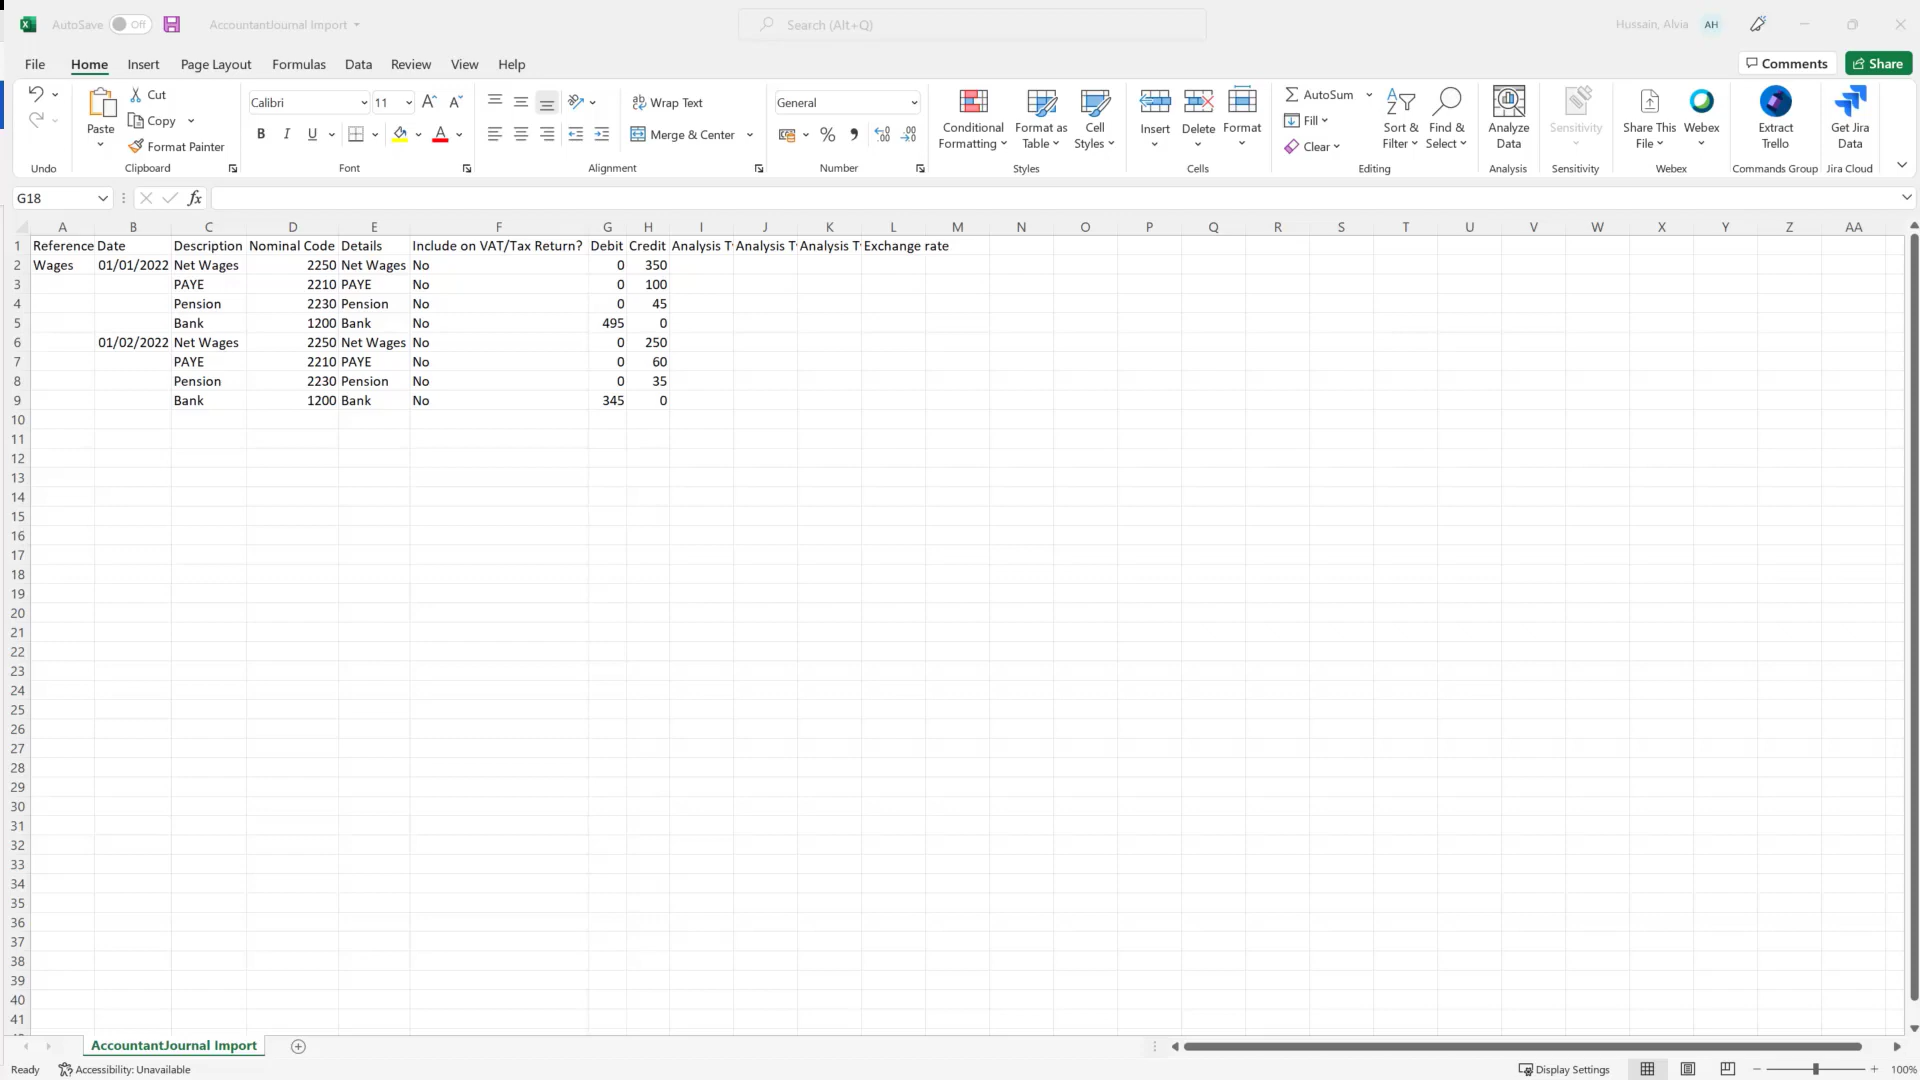 AutoSave Off AccountantJournal Import Search (Alt+Q) Hussain, Alvia AH
File Home Insert Page Layout Formulas Data Review View Help Comments Share
Paste Cut Copy Format Painter
Calibri 11
B I U A
Wrap Text
Merge & Center
General
% 9
Conditional Formatting Format as Table Cell Styles
Insert Delete Format
AutoSum Fill Clear Sort & Filter Find & Select
Analyze Data Sensitivity Share This File Webex Extract Trello Get Jira Data
Undo Clipboard Font Alignment Number Styles Cells Editing Analysis Sensitivity Webex Commands Group Jira Cloud
G18 fx
A B C D E F G H I J K L M N O P Q R S T U V W X Y Z AA
1 Reference Date Description Nominal Code Details Include on VAT/Tax Return? Debit Credit Analysis T Analysis T Analysis T Exchange rate
2 Wages 01/01/2022 Net Wages 2250 Net Wages No 0 350
3 PAYE 2210 PAYE No 0 100
4 Pension 2230 Pension No 0 45
5 Bank 1200 Bank No 495 0
6 01/02/2022 Net Wages 2250 Net Wages No 0 250
7 PAYE 2210 PAYE No 0 60
8 Pension 2230 Pension No 0 35
9 Bank 1200 Bank No 345 0
10
11
12
13
14
15
16
17
18
19
20
21
22
23
24
25
26
27
28
29
30
31
32
33
34
35
36
37
38
39
40
41
AccountantJournal Import
Ready Accessibility: Unavailable Display Settings 100%